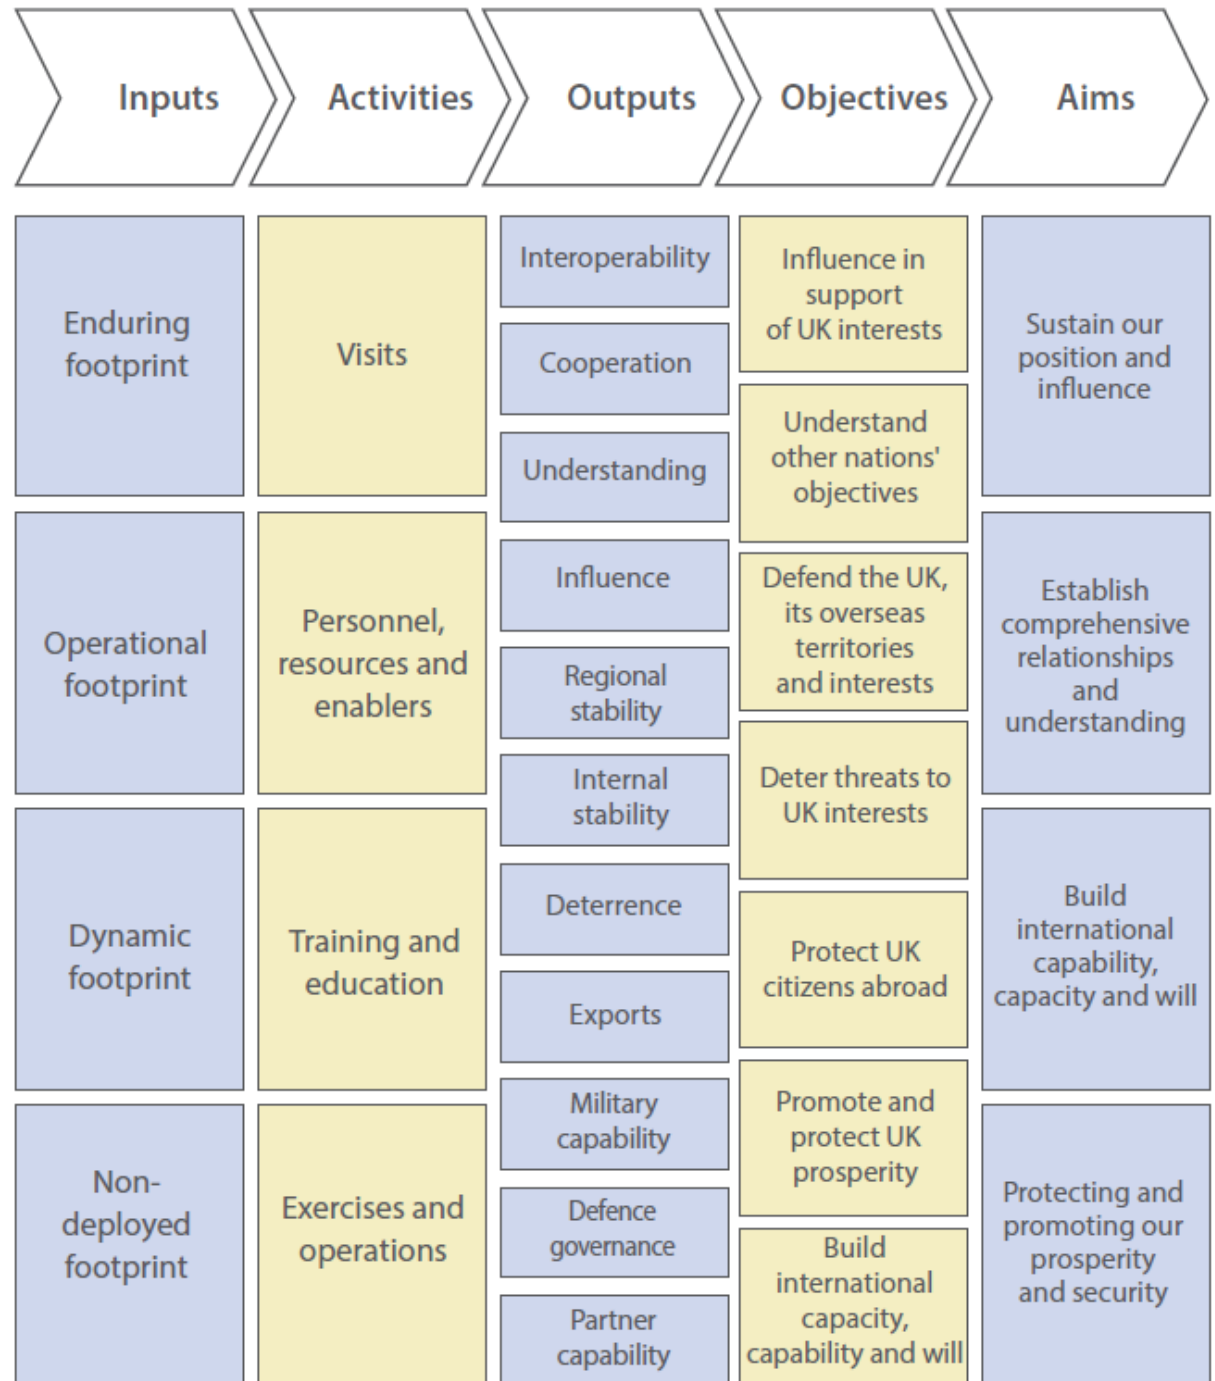 Inputs
Activities
Outputs
Objectives
Aims
Enduring
footprint
Operational
footprint
Dynamic
footprint
Non-
deployed
footprint
Visits
Personnel,
resources and
enablers
Training and
education
Exercises and
operations
Interoperability
Cooperation
Understanding
Influence
Regional
stability
Internal
stability
Deterrence
Exports
Military
capability
Defence
governance
Partner
capability
Influence in
support
of UK interests
Understand
other nations'
objectives
Defend the UK,
its overseas
territories
and interests
Deter threats to
UK interests
Protect UK
citizens abroad
Promote and
protect UK
prosperity
Build
international
capacity,
capability and will
Sustain our
position and
influence
Establish
comprehensive
relationships
and
understanding
Build
international
capability,
capacity and will
Protecting and
promoting our
prosperity
and security